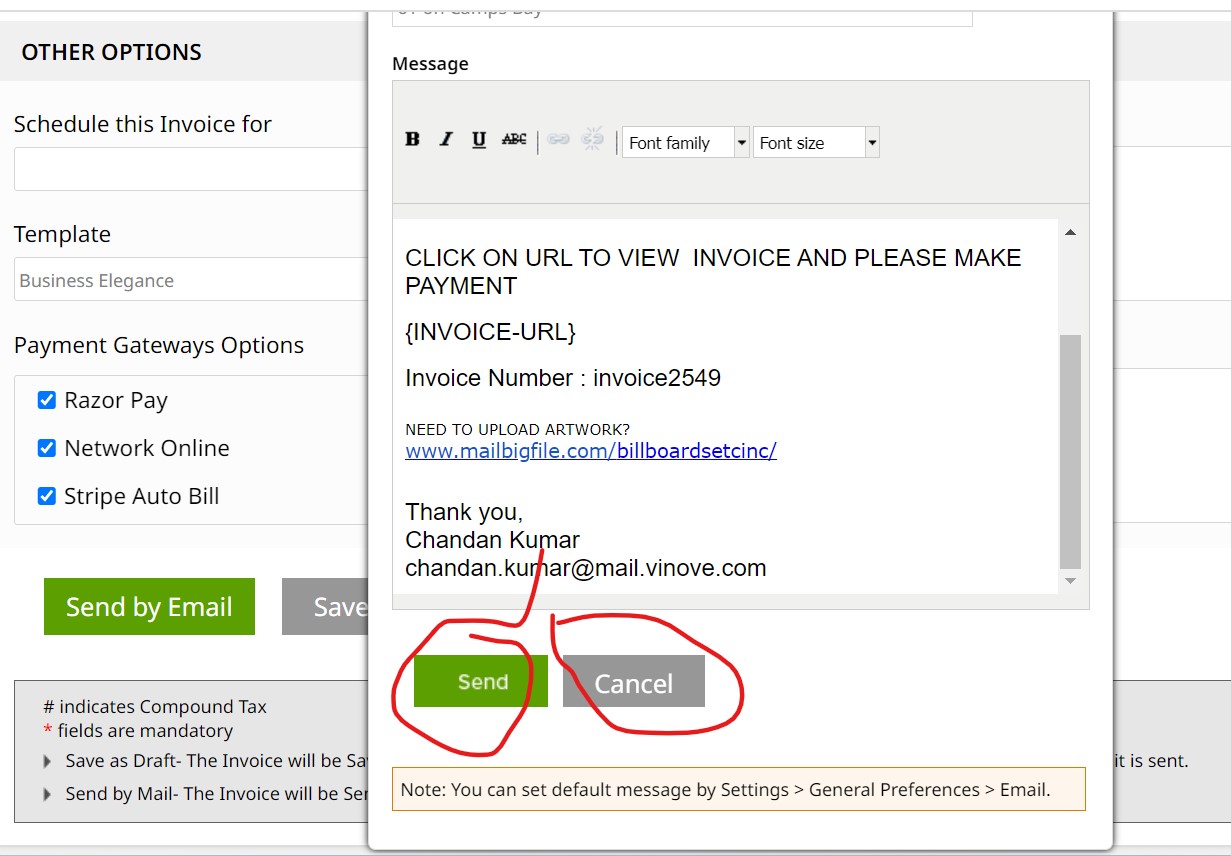 OTHER OPTIONS
Schedule this Invoice for
Template
Business Elegance
Payment Gateways Options
Razor Pay
Network Online
Stripe Auto Bill
Send by Email
Save
# indicates Compound Tax
* fields are mandatory
Save as Draft- The Invoice will be Sa
it is sent.
Send by Mail- The Invoice will be Se
Message
B I U ABC Font family Font size
CLICK ON URL TO VIEW INVOICE AND PLEASE MAKE
PAYMENT
{INVOICE-URL}
Invoice Number : invoice2549
NEED TO UPLOAD ARTWORK?
www.mailbigfile.com/billboardsetcinc/
Thank you,
Chandan Kumar
chandan.kumar@mail.vinove.com
Send
Cancel
Note: You can set default message by Settings > General Preferences > Email.